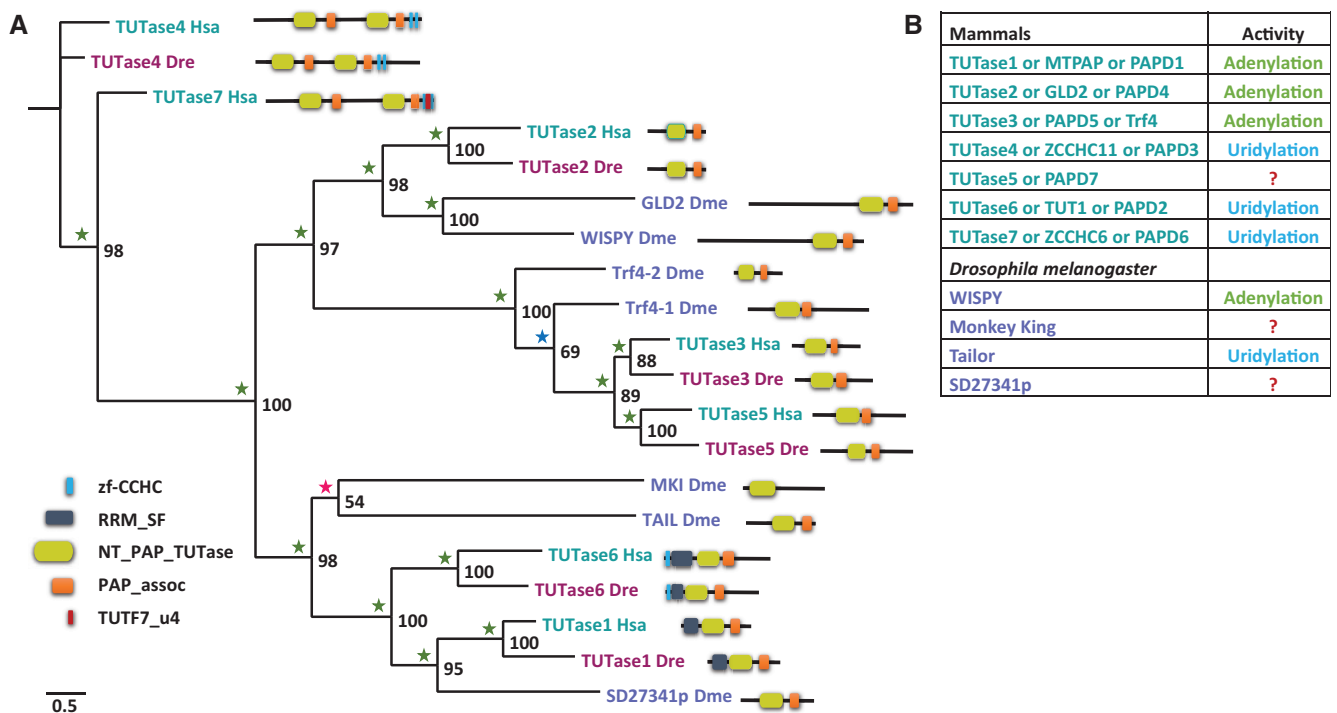 A
TUTase4 Hsa
TUTase4 Dre
TUTase7 Hsa
TUTase2 Hsa
100
TUTase2 Dre
98
GLD2 Dme
100
WISPY Dme
98
97
Trf4-2 Dme
100
Trf4-1 Dme
69
TUTase3 Hsa
88
TUTase3 Dre
89
TUTase5 Hsa
100
TUTase5 Dre
100
MKI Dme
54
TAIL Dme
98
TUTase6 Hsa
100
TUTase6 Dre
100
TUTase1 Hsa
100
TUTase1 Dre
95
SD27341p Dme
zf-CCHC
RRM_SF
NT_PAP_TUTase
PAP_assoc
TUTF7_u4
0.5
B
Mammals Activity
TUTase1 or MTPAP or PAPD1 Adenylation
TUTase2 or GLD2 or PAPD4 Adenylation
TUTase3 or PAPD5 or Trf4 Adenylation
TUTase4 or ZCCHC11 or PAPD3 Uridylation
TUTase5 or PAPD7 ?
TUTase6 or TUT1 or PAPD2 Uridylation
TUTase7 or ZCCHC6 or PAPD6 Uridylation
Drosophila melanogaster
WISPY Adenylation
Monkey King ?
Tailor Uridylation
SD27341p ?